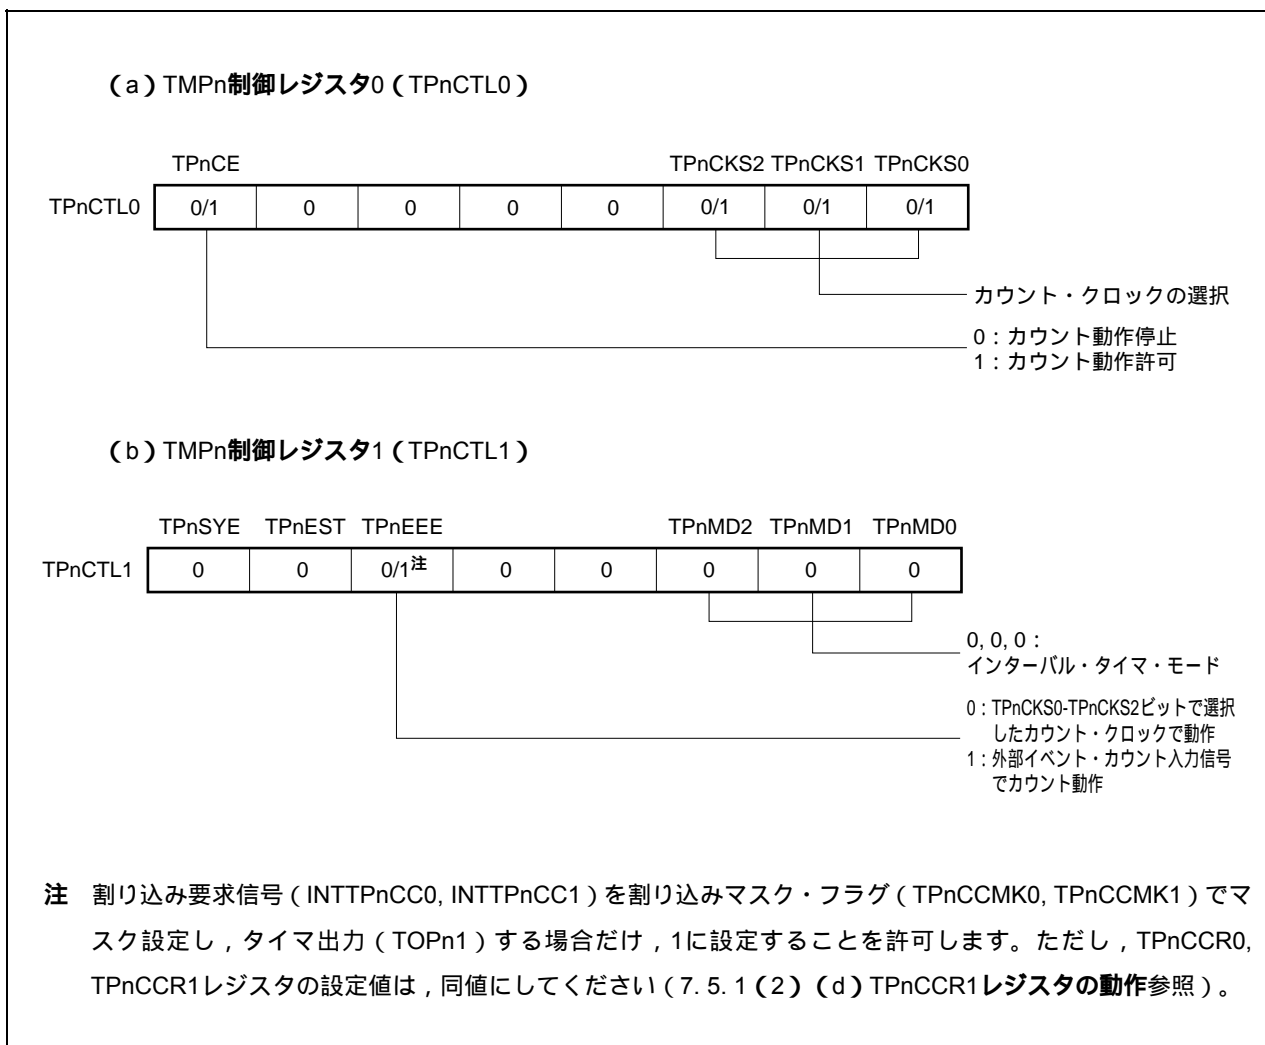 （a）TMPn制御レジスタ0（TPnCTL0）
TPnCE TPnCKS2 TPnCKS1 TPnCKS0
TPnCTL0 0/1 0 0 0 0 0/1 0/1 0/1
カウント・クロックの選択
0：カウント動作停止
1：カウント動作許可
（b）TMPn制御レジスタ1（TPnCTL1）
TPnSYE TPnEST TPnEEE TPnMD2 TPnMD1 TPnMD0
TPnCTL1 0 0 0/1注 0 0 0 0 0
0, 0, 0：
インターバル・タイマ・モード
0：TPnCKS0-TPnCKS2ビットで選択
したカウント・クロックで動作
1：外部イベント・カウント入力信号
でカウント動作
注 割り込み要求信号（INTTPnCC0, INTTPnCC1）を割り込みマスク・フラグ（TPnCCMK0, TPnCCMK1）でマ
スク設定し，タイマ出力（TOPn1）する場合だけ，1に設定することを許可します。ただし，TPnCCR0,
TPnCCR1レジスタの設定値は，同値にしてください（7. 5. 1（2）（d）TPnCCR1レジスタの動作参照）。